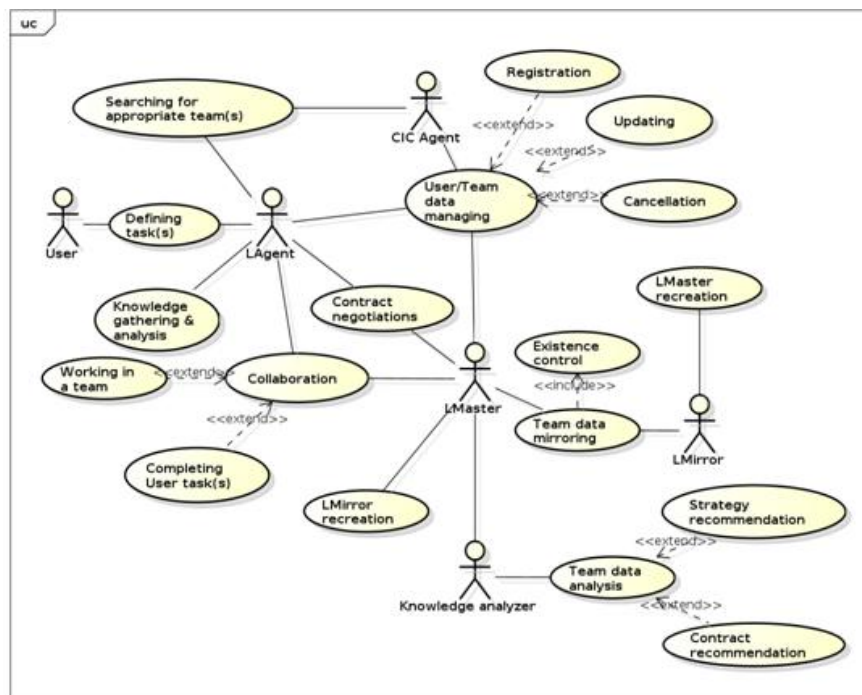 uc
Registration
Searching for
appropriate team(s)
<<extend>>
Updating
CIC Agent
<<extend>>
User/Team
data
managing
<<extend>>
Cancellation
Defining
task(s)
User
LAgent
LMaster
recreation
Knowledge
gathering &
analysis
Contract
negotiations
Existence
control
Working in
a team
<<extend>>
Collaboration
<<include>>
LMaster
Team data
mirroring
LMirror
<<extend>>
Completing
User task(s)
LMirror
recreation
Strategy
recommendation
<<extend>>
Team data
analysis
Knowledge analyzer
<<extend>>
Contract
recommendation